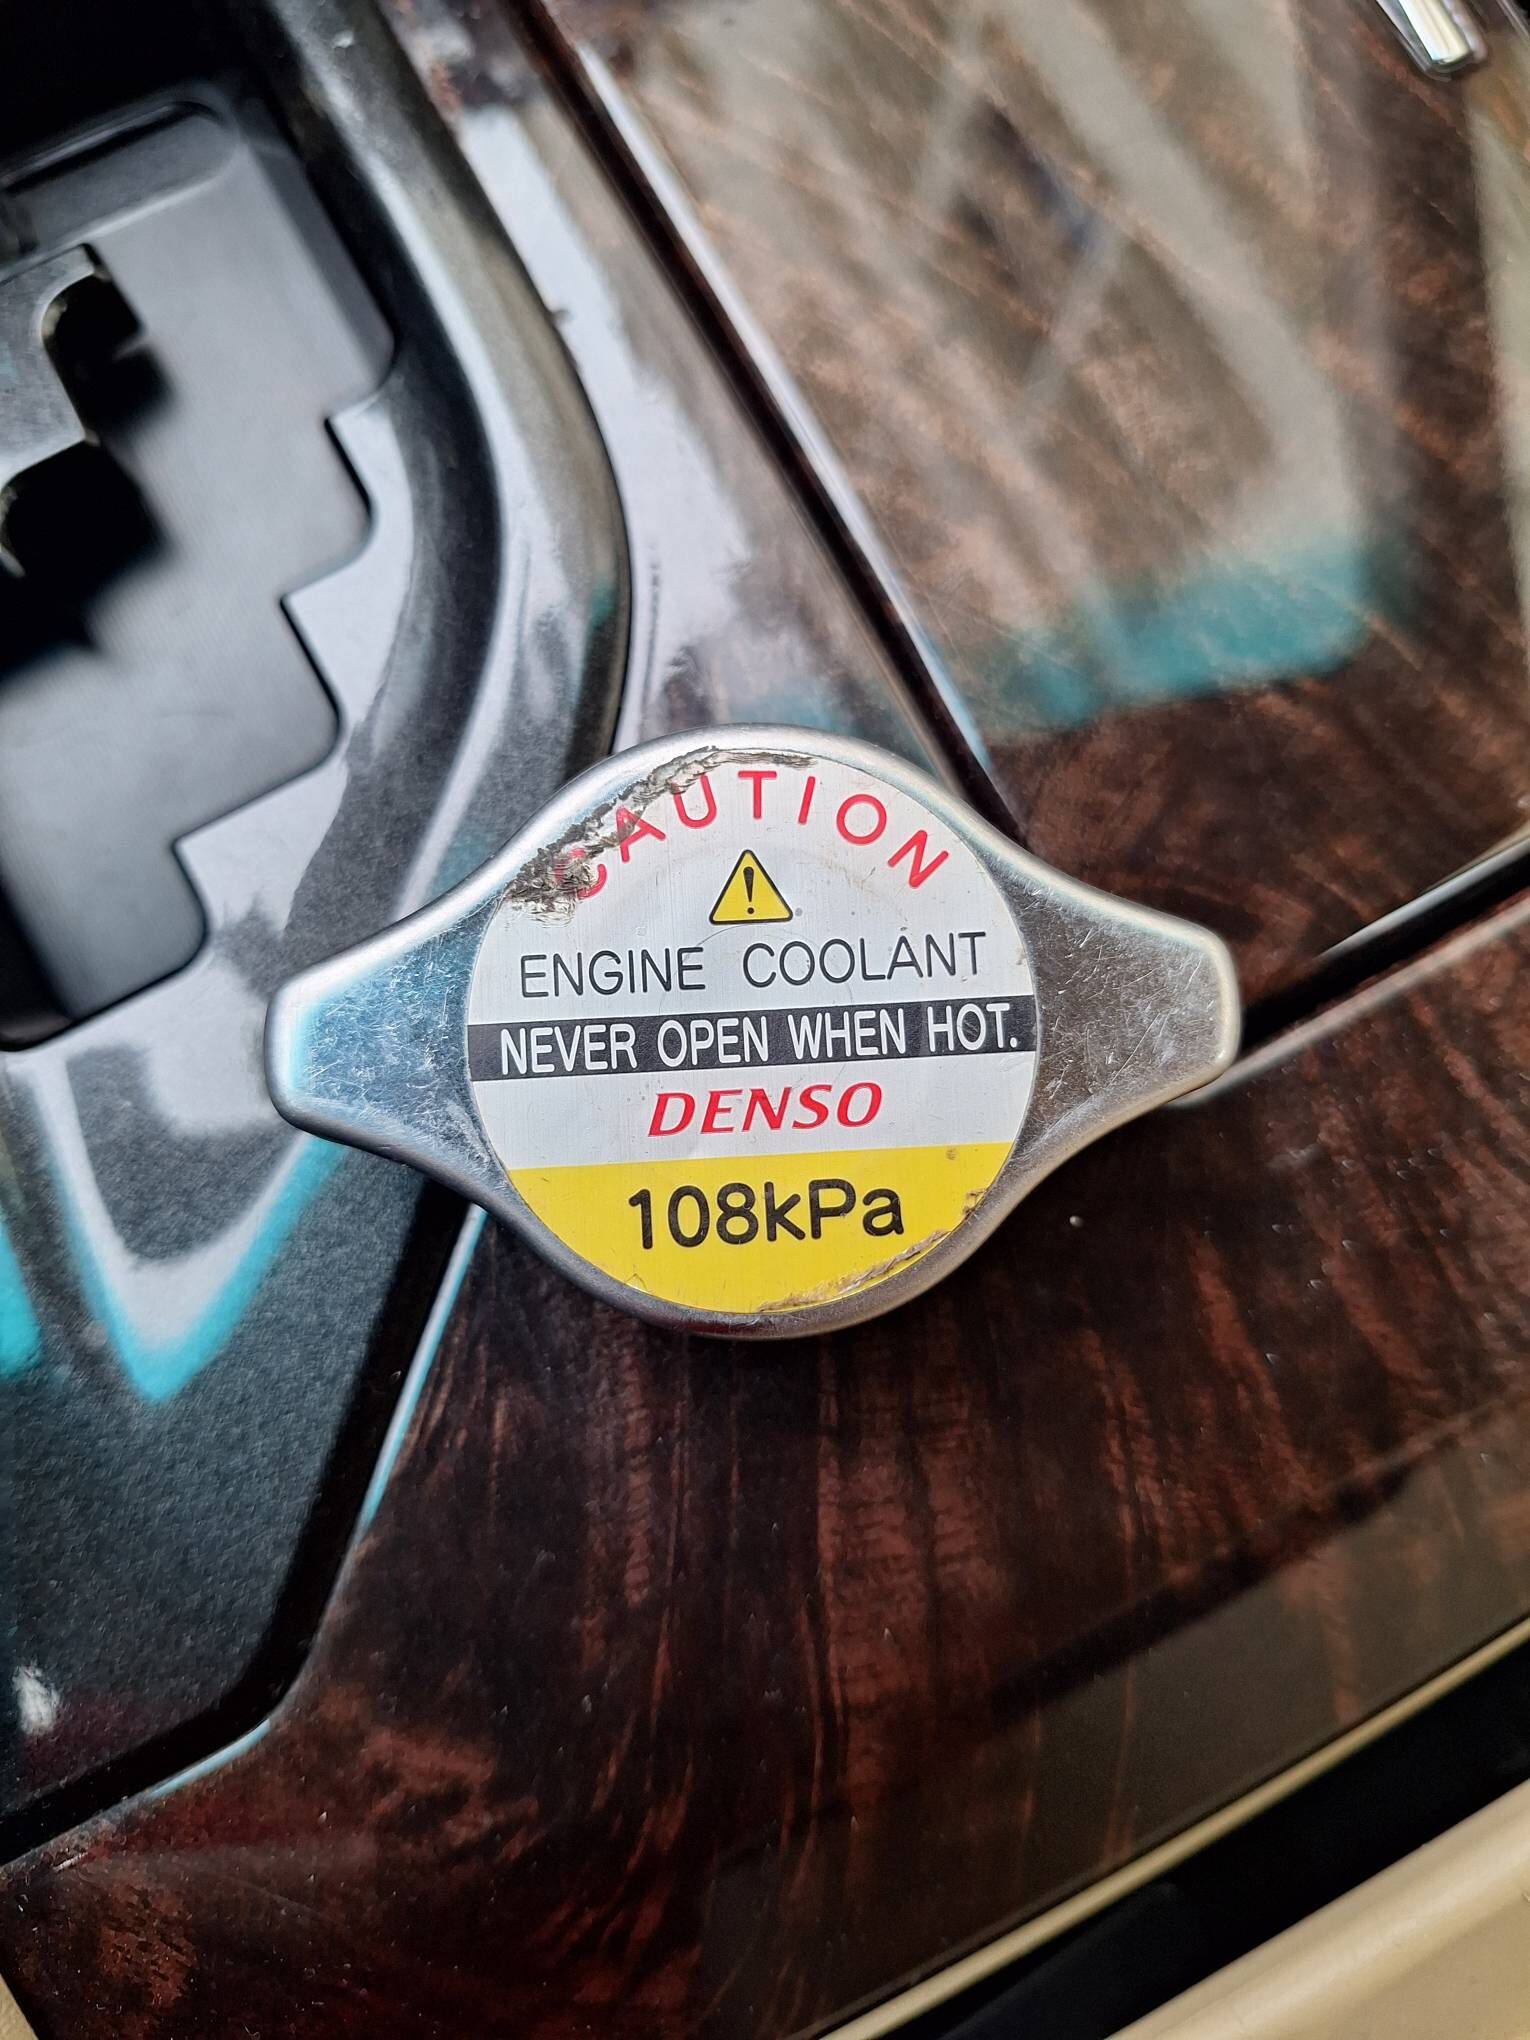 CAUTION
ENGINE COOLANT
NEVER OPEN WHEN HOT.
DENSO
108kPa